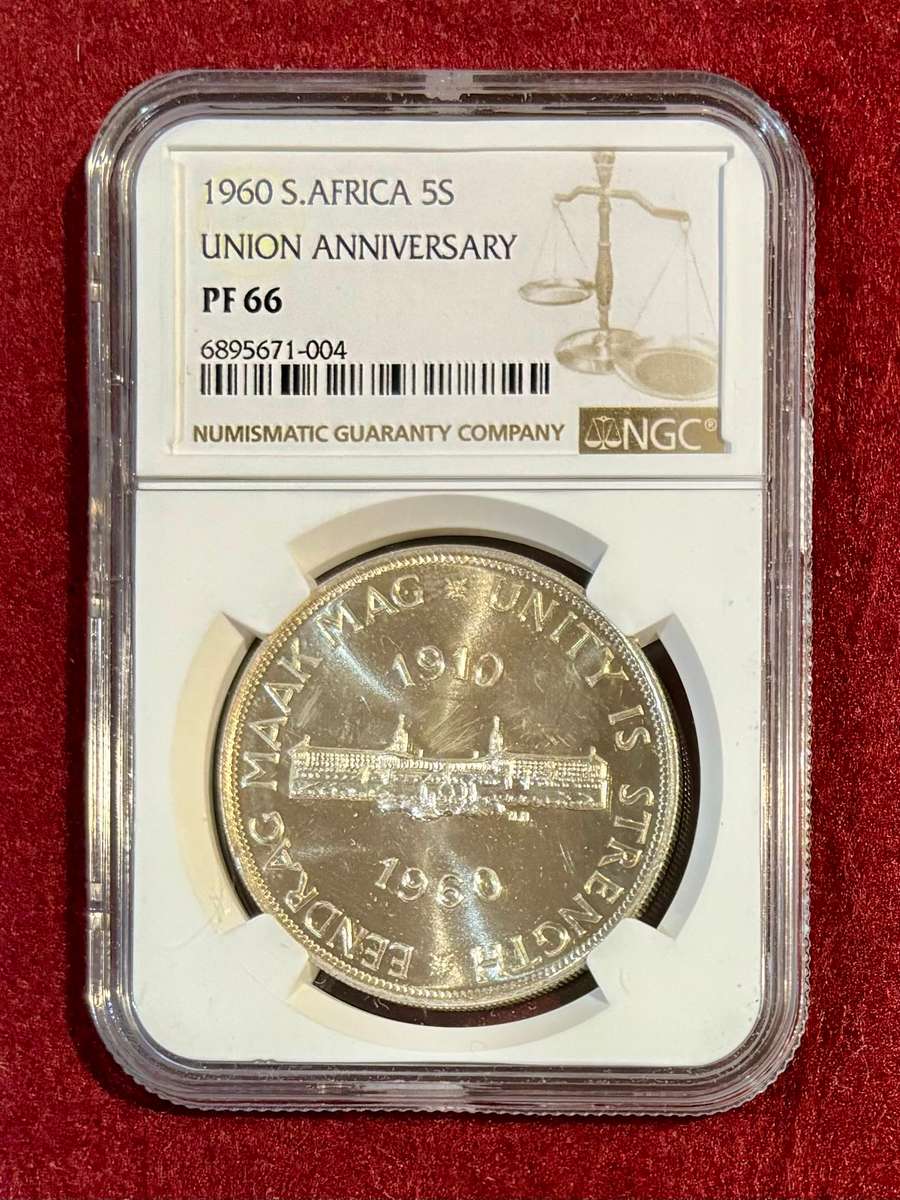 1960 S.AFRICA 5S
UNION ANNIVERSARY
PF 66
6895671-004
NUMISMATIC GUARANTY COMPANY
NGC®
EENDRAG MAAK MAG * UNITY IS STRENGTH *
1910
1960